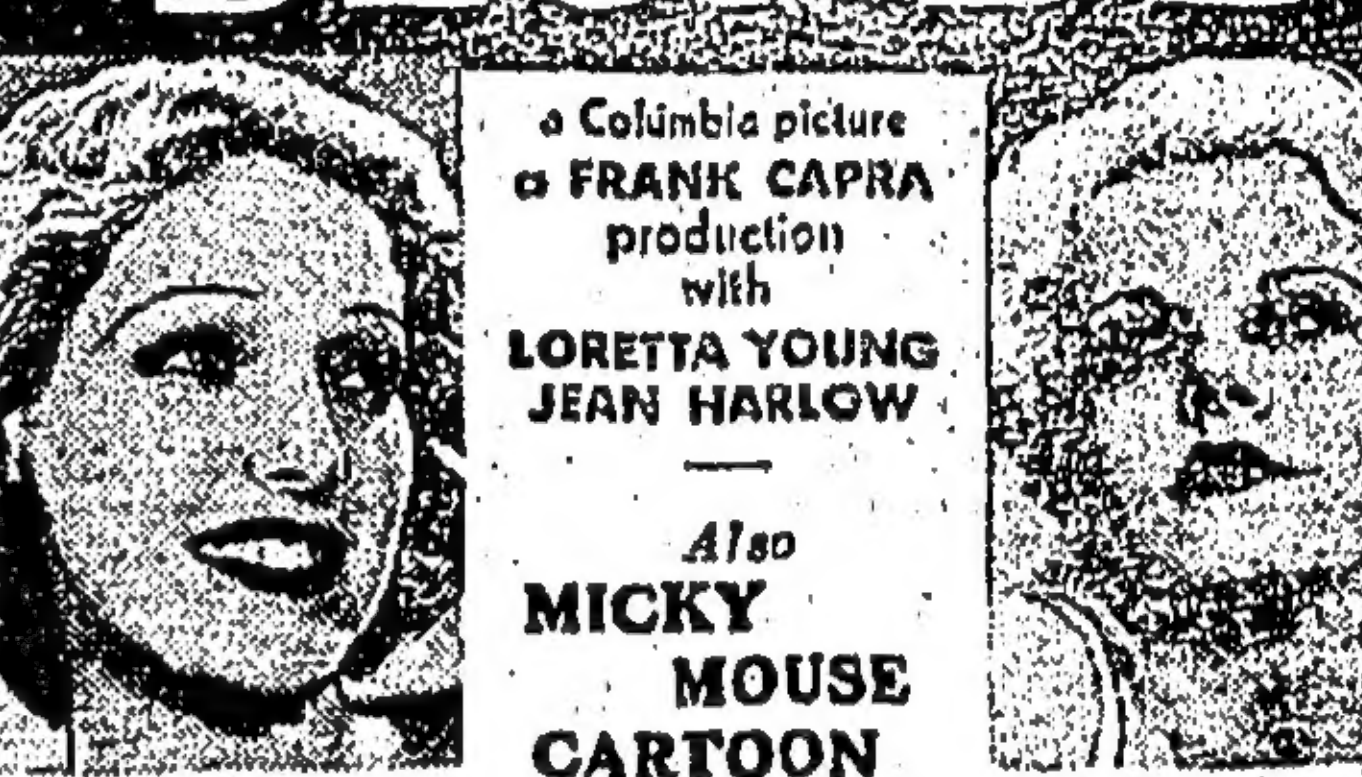 a Columbia picture
a FRANK CAPRA
production
with
LORETTA YOUNG
JEAN HARLOW
Also
MICKY
MOUSE
CARTOON